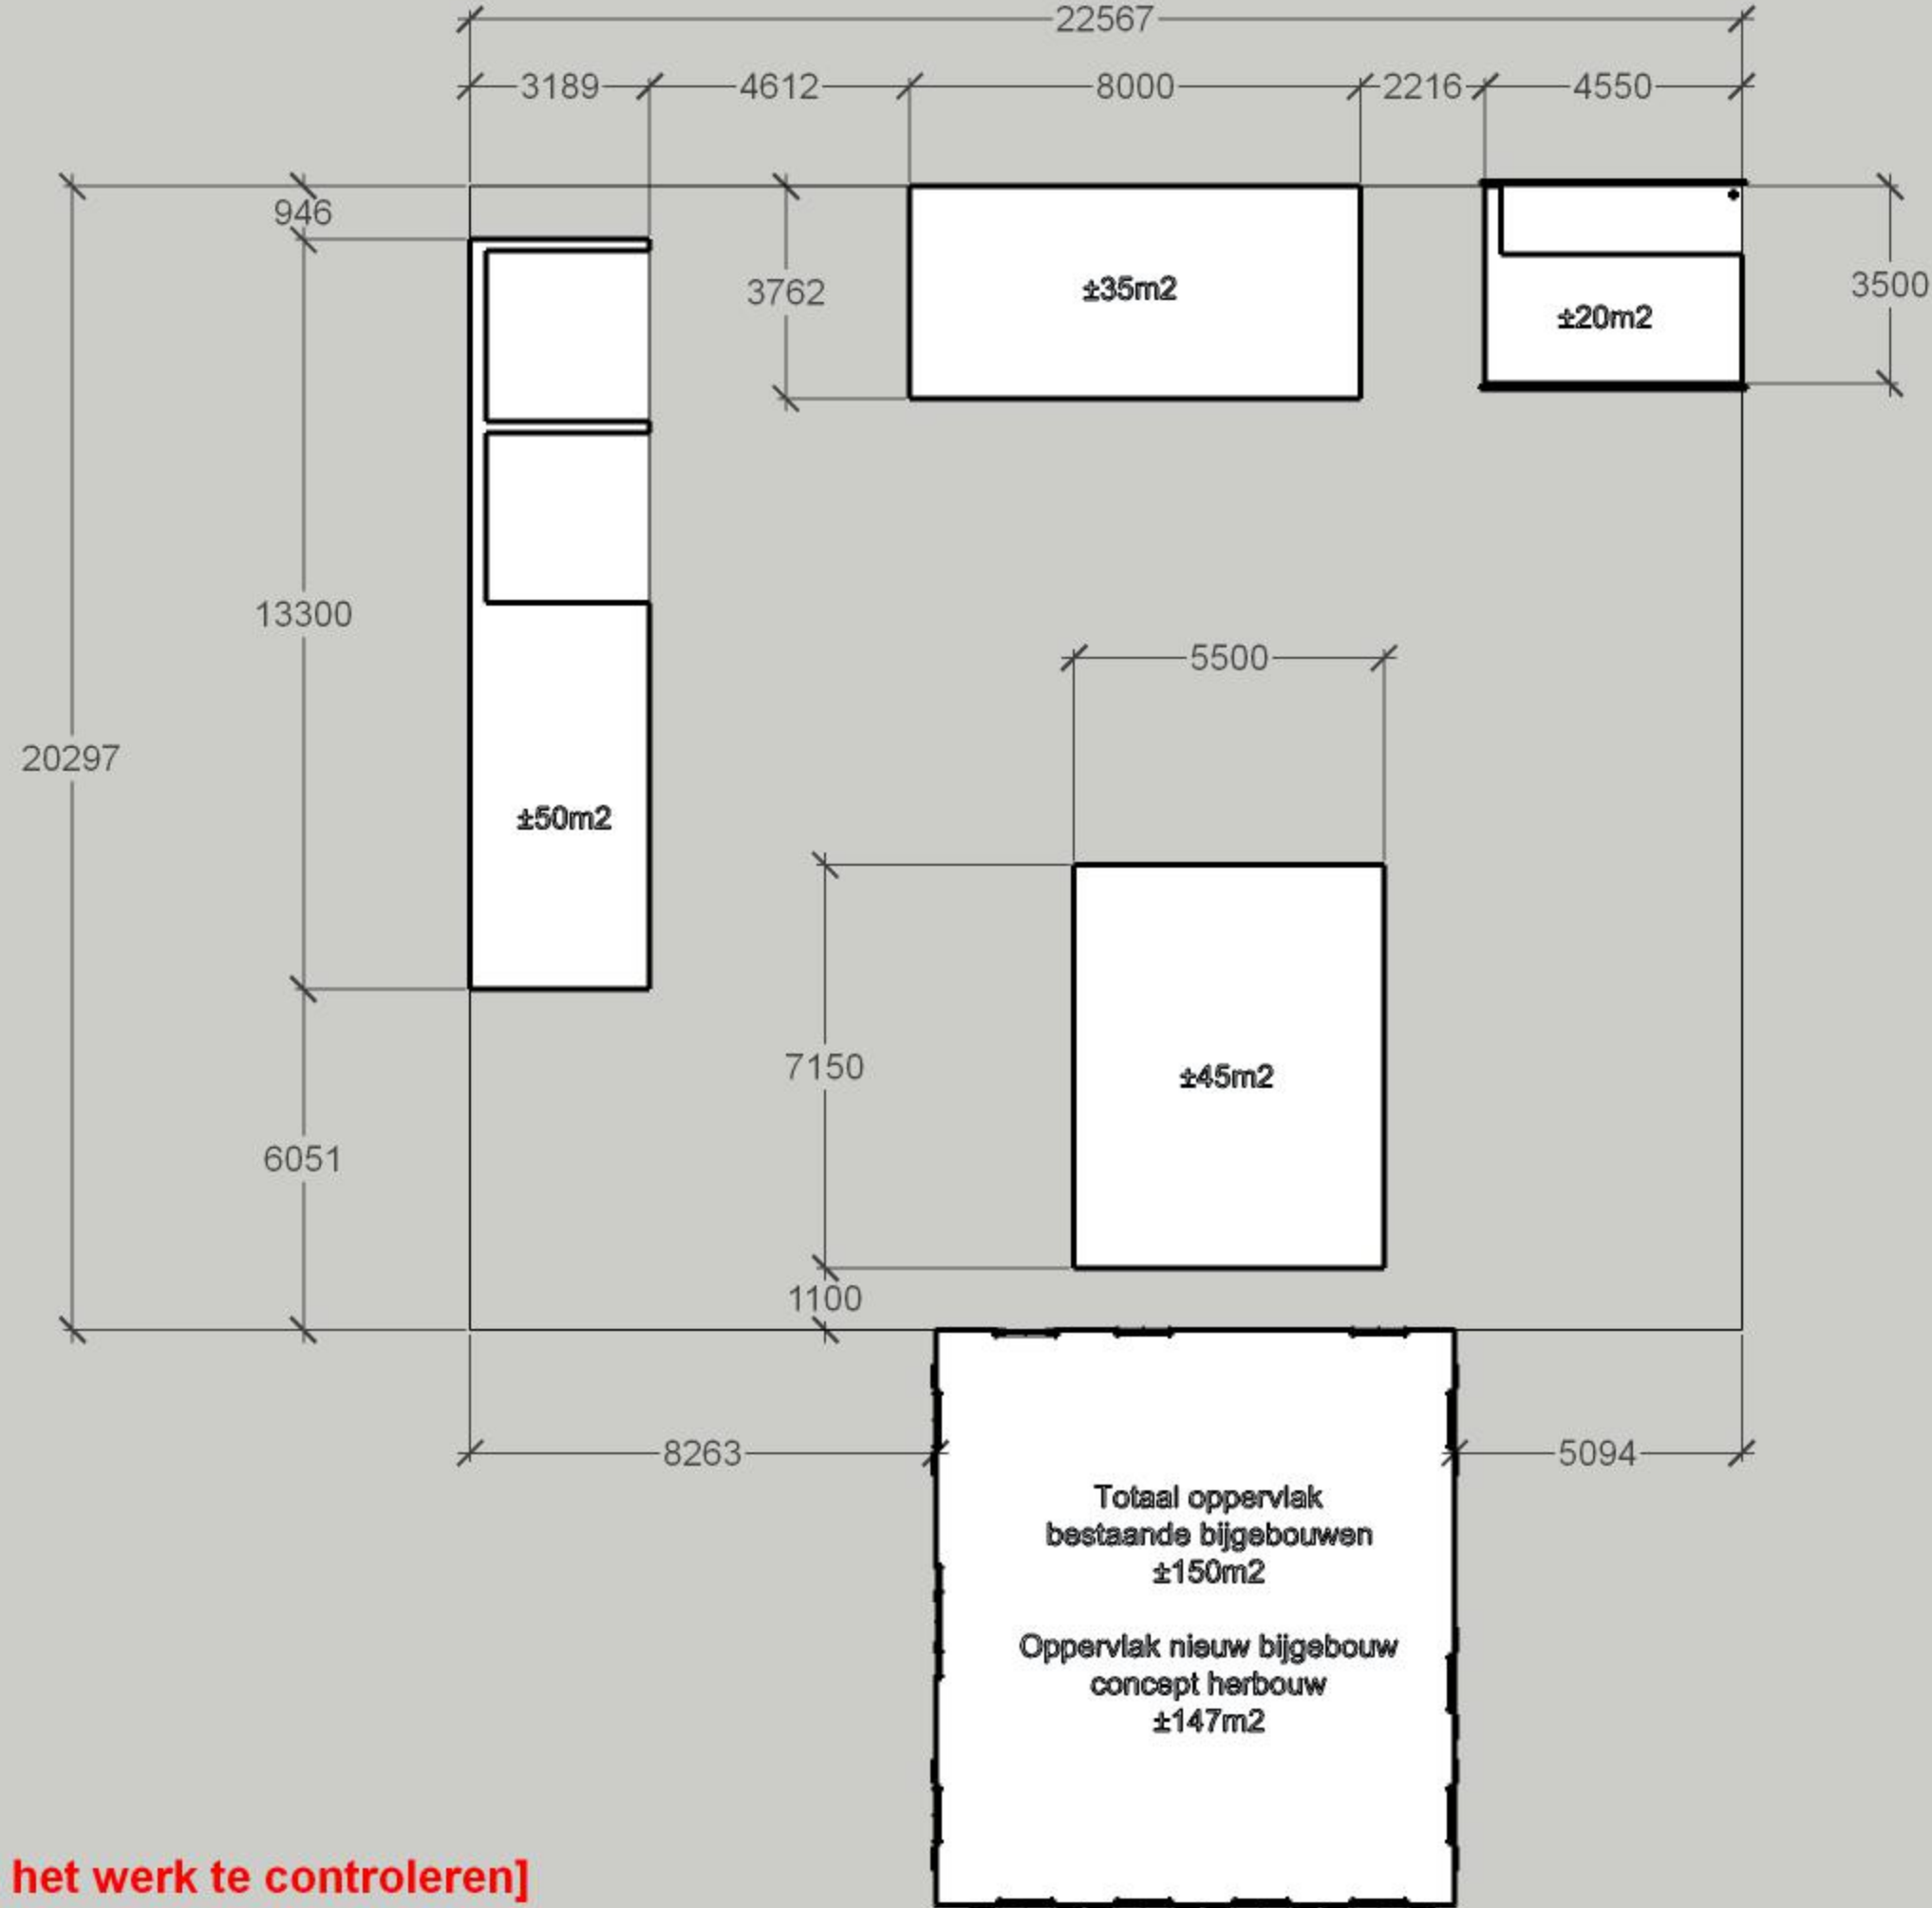 22567
3189
4612
8000
2216
4550
946
3762
±35m2
3500
±20m2
13300
5500
20297
±50m2
7150
±45m2
6051
1100
8263
5094
Totaal oppervlak
bestaande bijgebouwen
±150m2
Oppervlak nieuw bijgebouw
concept herbouw
±147m2
het werk te controleren]